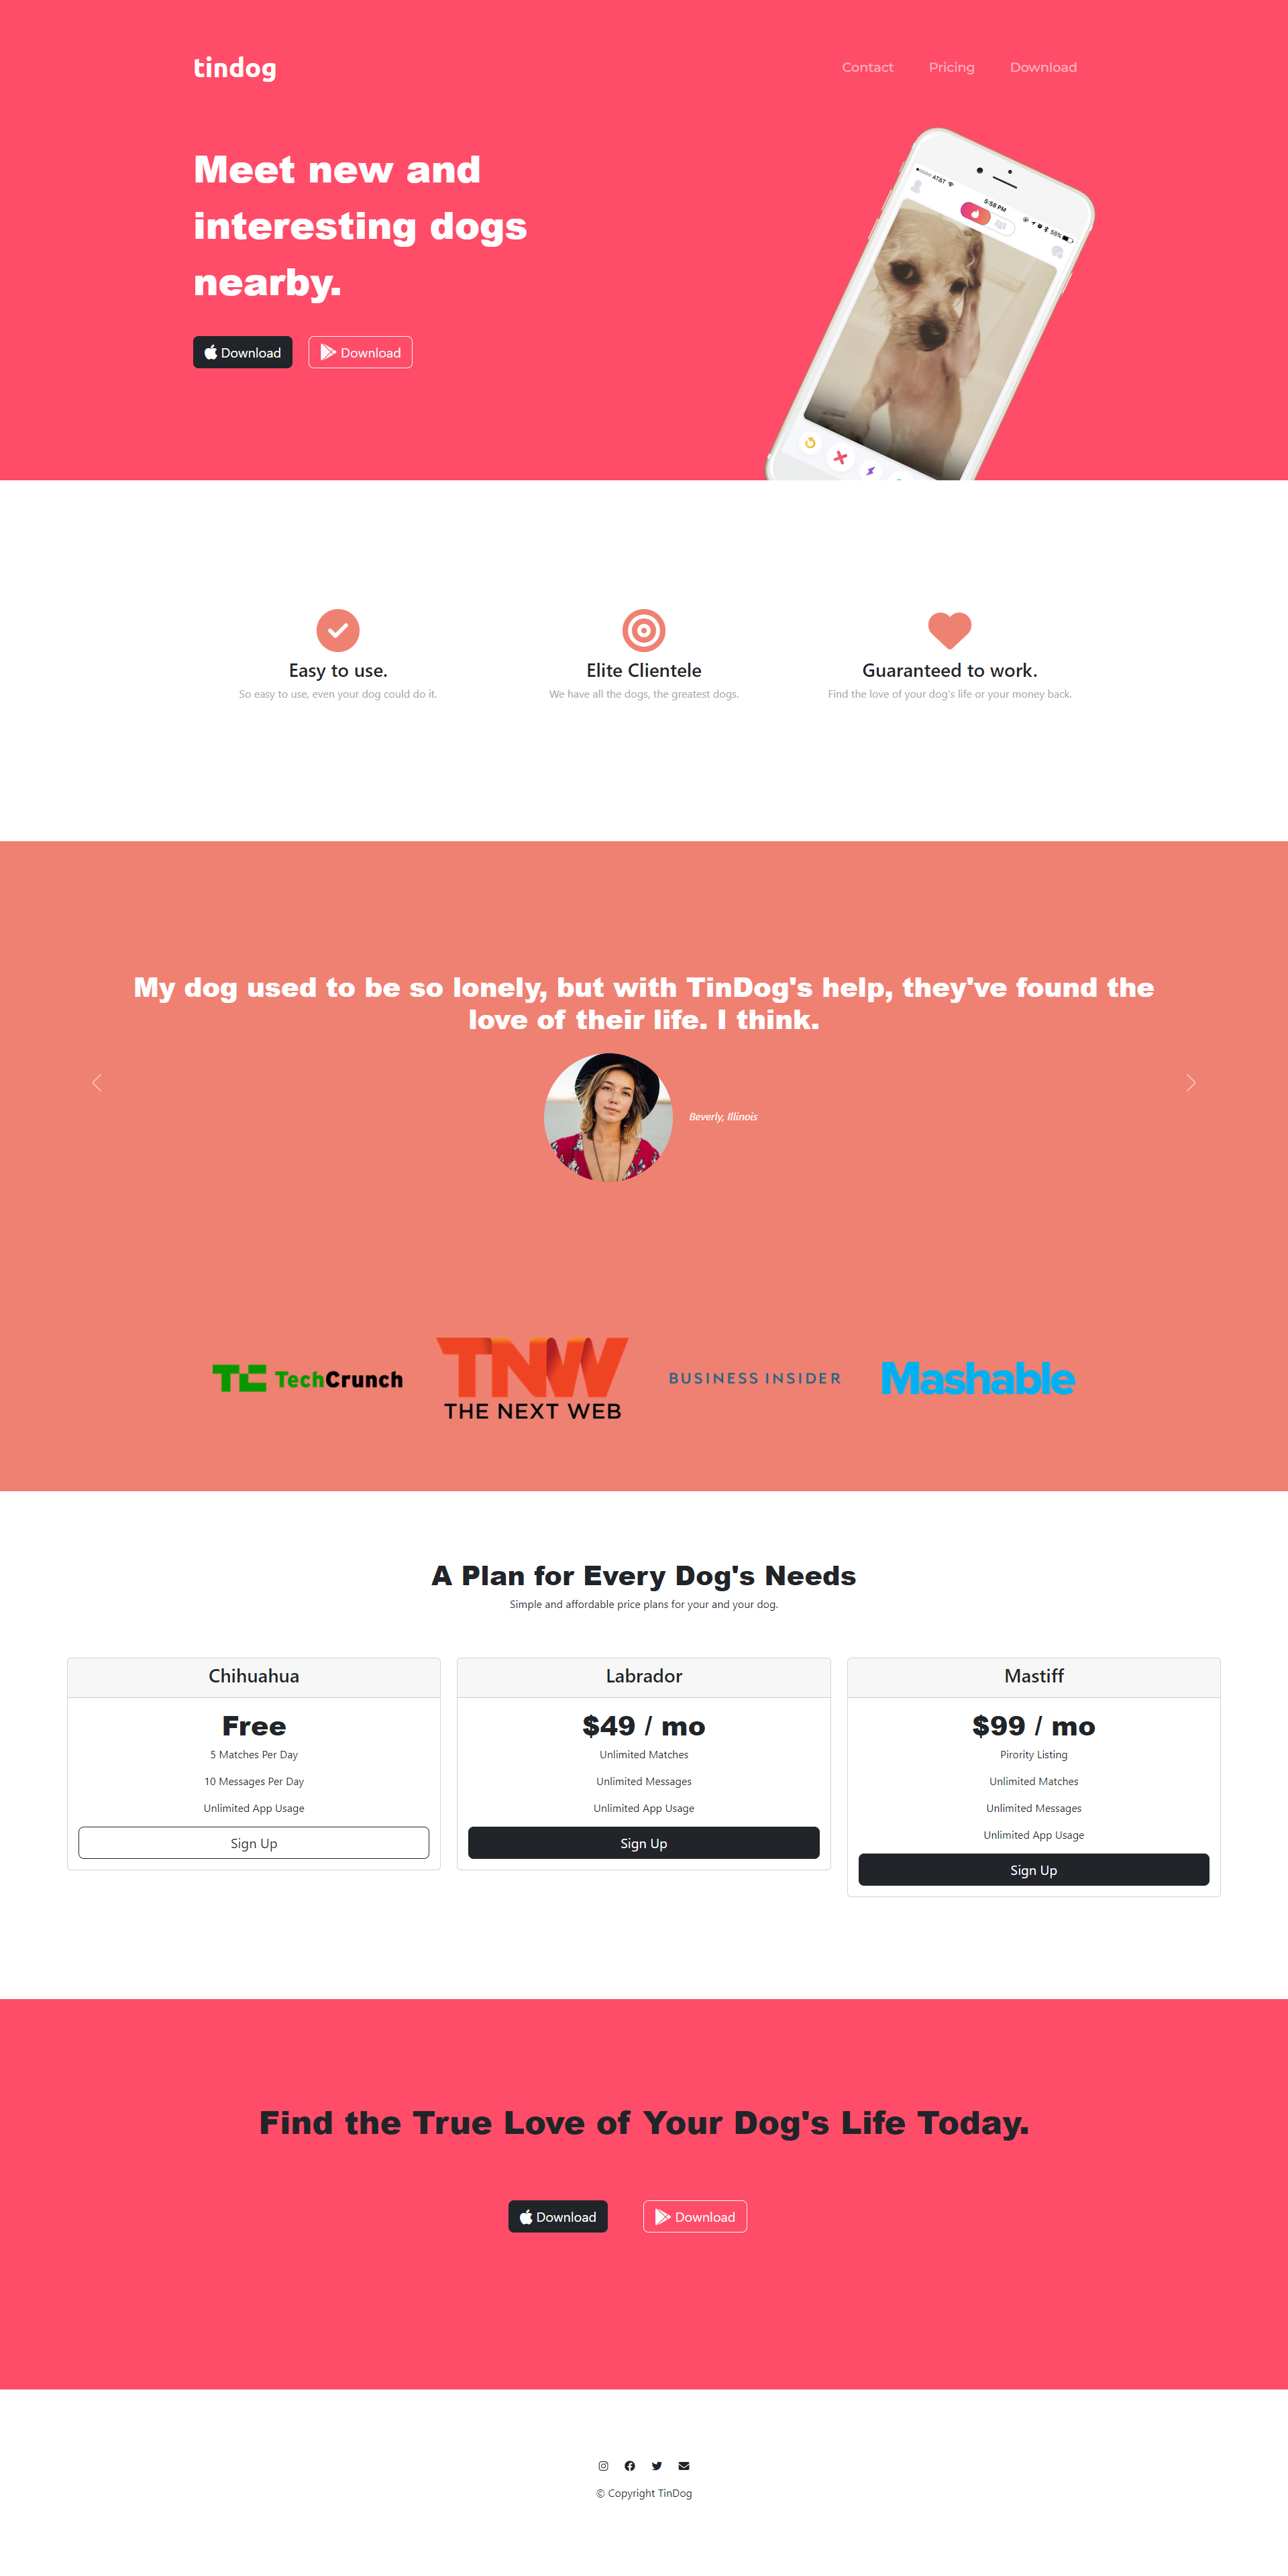 tindog
Contact Pricing Download
Meet new and
interesting dogs
nearby.
Download Download
●○○○○ AT&T 5:58 PM 55%
Easy to use. Elite Clientele Guaranteed to work.
So easy to use, even your dog could do it. We have all the dogs, the greatest dogs. Find the love of your dog's life or your money back.
My dog used to be so lonely, but with TinDog's help, they've found the
love of their life. I think.
Beverly, Illinois
TC TechCrunch
TNW
THE NEXT WEB
BUSINESS INSIDER
Mashable
A Plan for Every Dog's Needs
Simple and affordable price plans for your and your dog.
Chihuahua
Free
5 Matches Per Day
10 Messages Per Day
Unlimited App Usage
Sign Up
Labrador
$49 / mo
Unlimited Matches
Unlimited Messages
Unlimited App Usage
Sign Up
Mastiff
$99 / mo
Pirority Listing
Unlimited Matches
Unlimited Messages
Unlimited App Usage
Sign Up
Find the True Love of Your Dog's Life Today.
Download Download
© Copyright TinDog